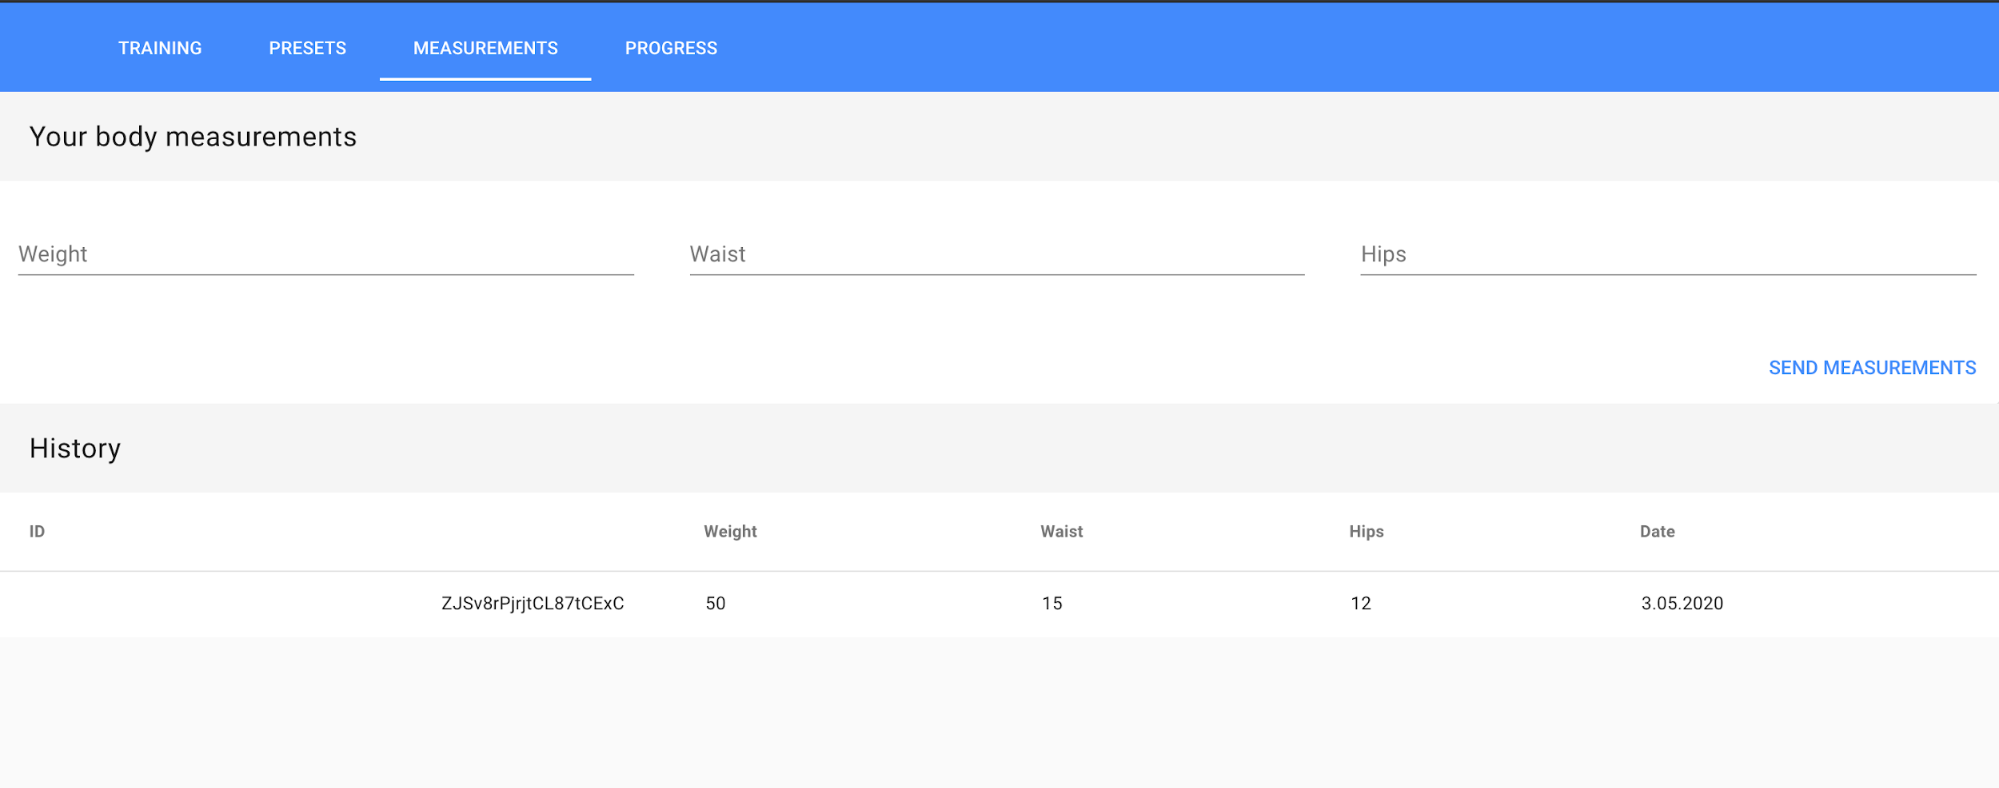 TRAINING PRESETS MEASUREMENTS PROGRESS
Your body measurements
Weight Waist Hips
SEND MEASUREMENTS
History
ID Weight Waist Hips Date
ZJSv8rPjrjtCL87tCExC 50 15 12 3.05.2020